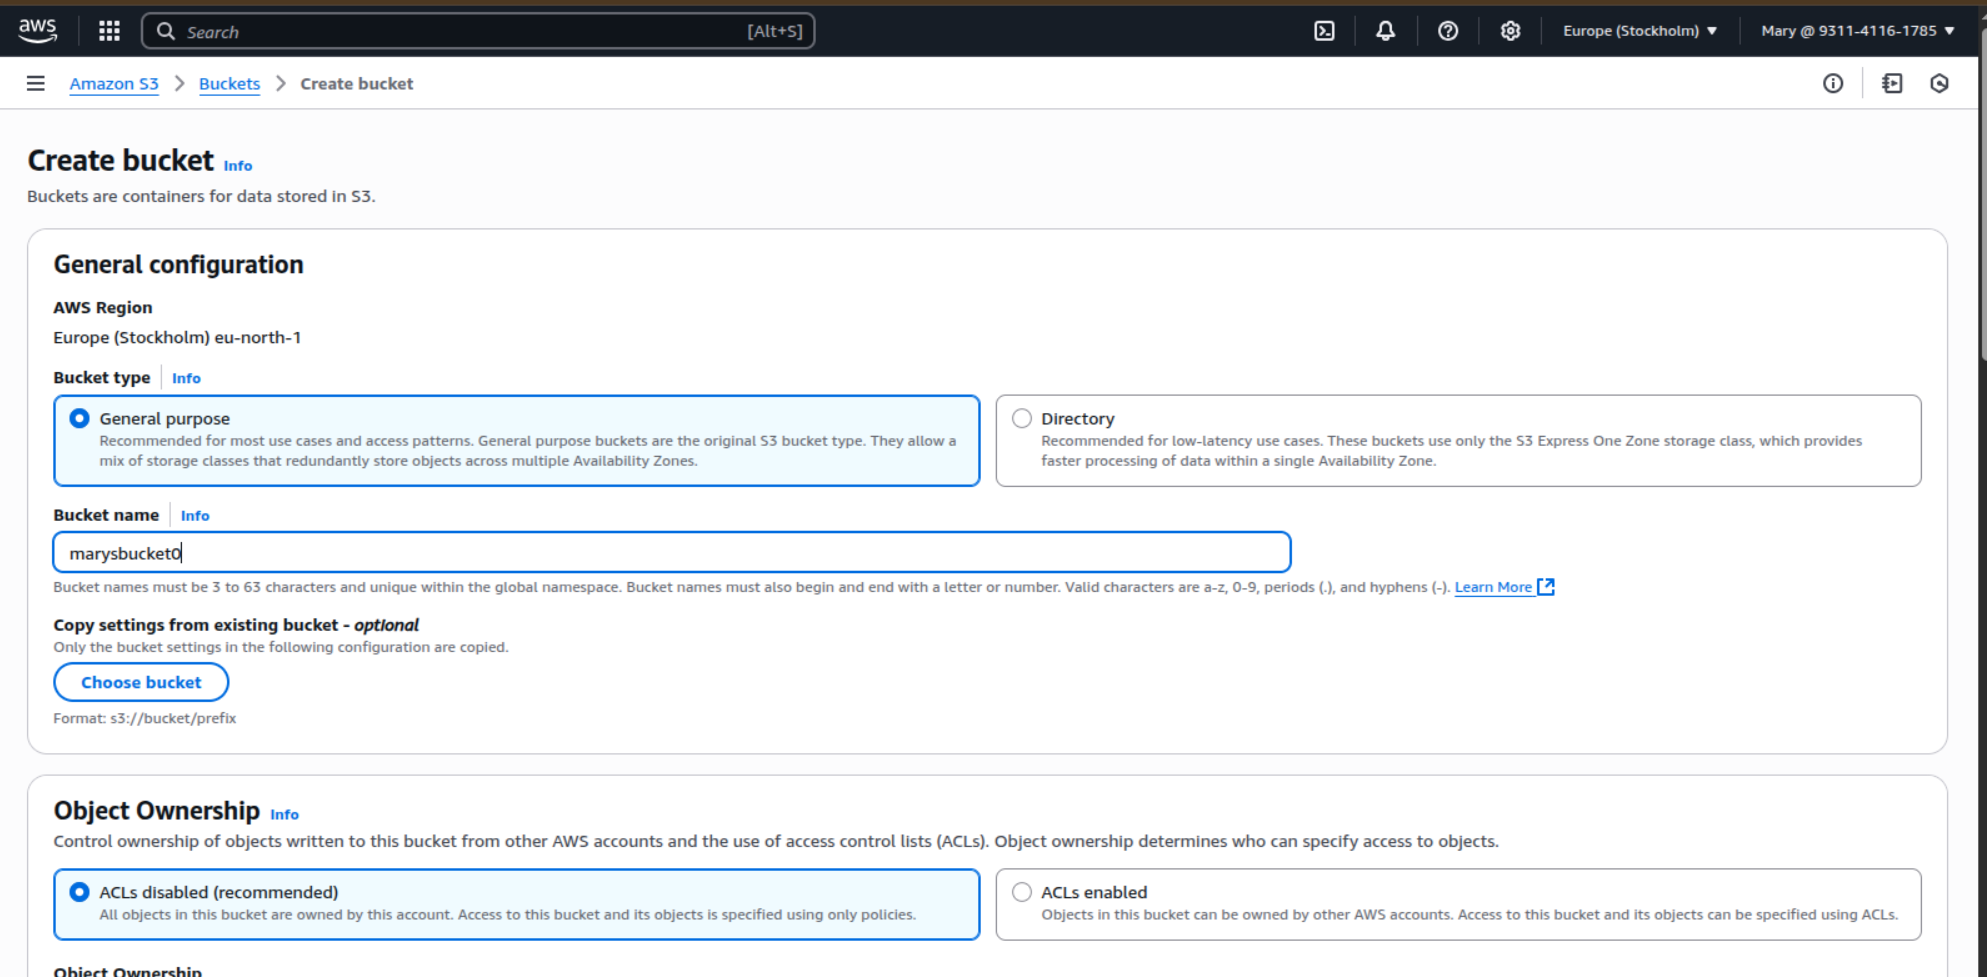 aws
Search [Alt+S]
Europe (Stockholm) ▼
Mary @ 9311-4116-1785 ▼
Amazon S3 > Buckets > Create bucket
Create bucket Info
Buckets are containers for data stored in S3.
General configuration
AWS Region
Europe (Stockholm) eu-north-1
Bucket type Info
General purpose
Recommended for most use cases and access patterns. General purpose buckets are the original S3 bucket type. They allow a
mix of storage classes that redundantly store objects across multiple Availability Zones.
Directory
Recommended for low-latency use cases. These buckets use only the S3 Express One Zone storage class, which provides
faster processing of data within a single Availability Zone.
Bucket name Info
marysbucket0
Bucket names must be 3 to 63 characters and unique within the global namespace. Bucket names must also begin and end with a letter or number. Valid characters are a-z, 0-9, periods (.), and hyphens (-). Learn More
Copy settings from existing bucket - optional
Only the bucket settings in the following configuration are copied.
Choose bucket
Format: s3://bucket/prefix
Object Ownership Info
Control ownership of objects written to this bucket from other AWS accounts and the use of access control lists (ACLs). Object ownership determines who can specify access to objects.
ACLs disabled (recommended)
All objects in this bucket are owned by this account. Access to this bucket and its objects is specified using only policies.
ACLs enabled
Objects in this bucket can be owned by other AWS accounts. Access to this bucket and its objects can be specified using ACLs.
Object Ownership